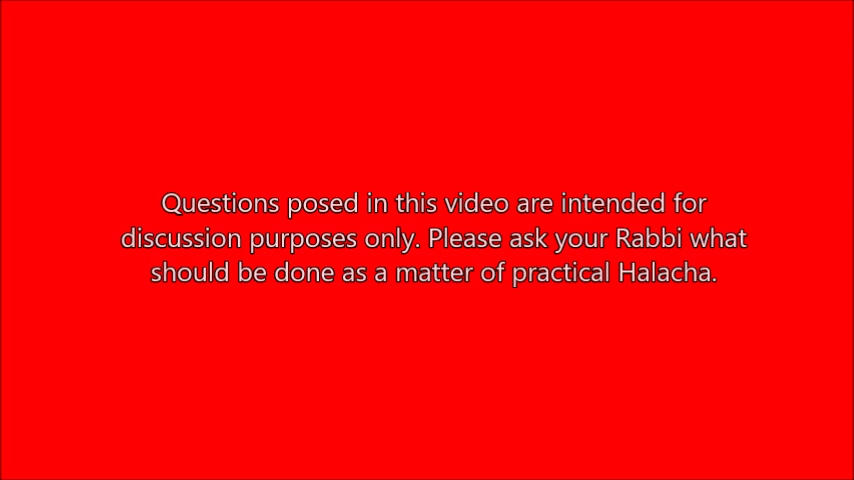 Questions posed in this video are intended for
discussion purposes only. Please ask your Rabbi what
should be done as a matter of practical Halacha.